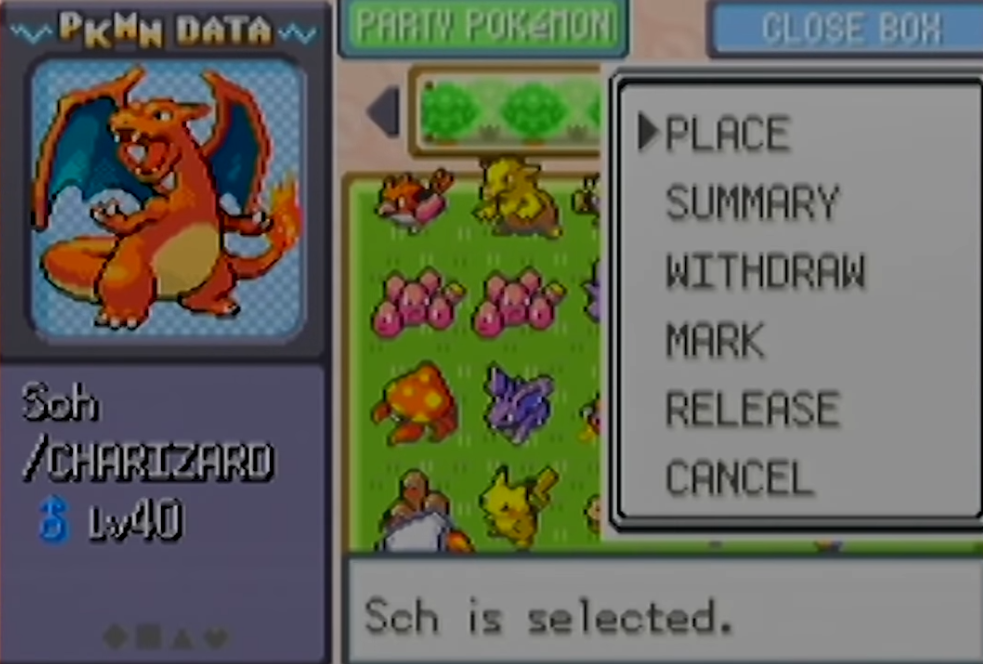 PKMN DATA
PARTY POKéMON
CLOSE BOX
Sch
/CHARIZARD
♂ Lv40
PLACE
SUMMARY
WITHDRAW
MARK
RELEASE
CANCEL
Sch is selected.